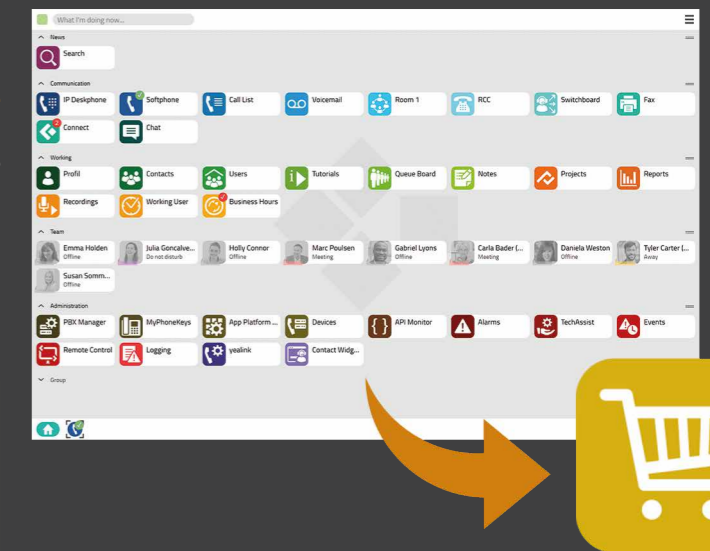 What I'm doing now...
News
Search
Communication
IP Deskphone Softphone Call List Voicemail Room 1 RCC Switchboard Fax
2
Connect Chat
Working
Profil Contacts Users Tutorials Queue Board Notes Projects Reports
Recordings Working User Business Hours
Team
Emma Holden Julia Goncalve... Holly Connor Marc Poulsen Gabriel Lyons Carla Bader (... Daniela Weston Tyler Carter (...
Offline Do not disturb Offline Meeting Offline Meeting Offline Away
Susan Somm...
Offline
Administration
PBX Manager MyPhoneKeys App Platform ... Devices API Monitor Alarms TechAssist Events
Remote Control Logging yealink Contact Widg...
Group